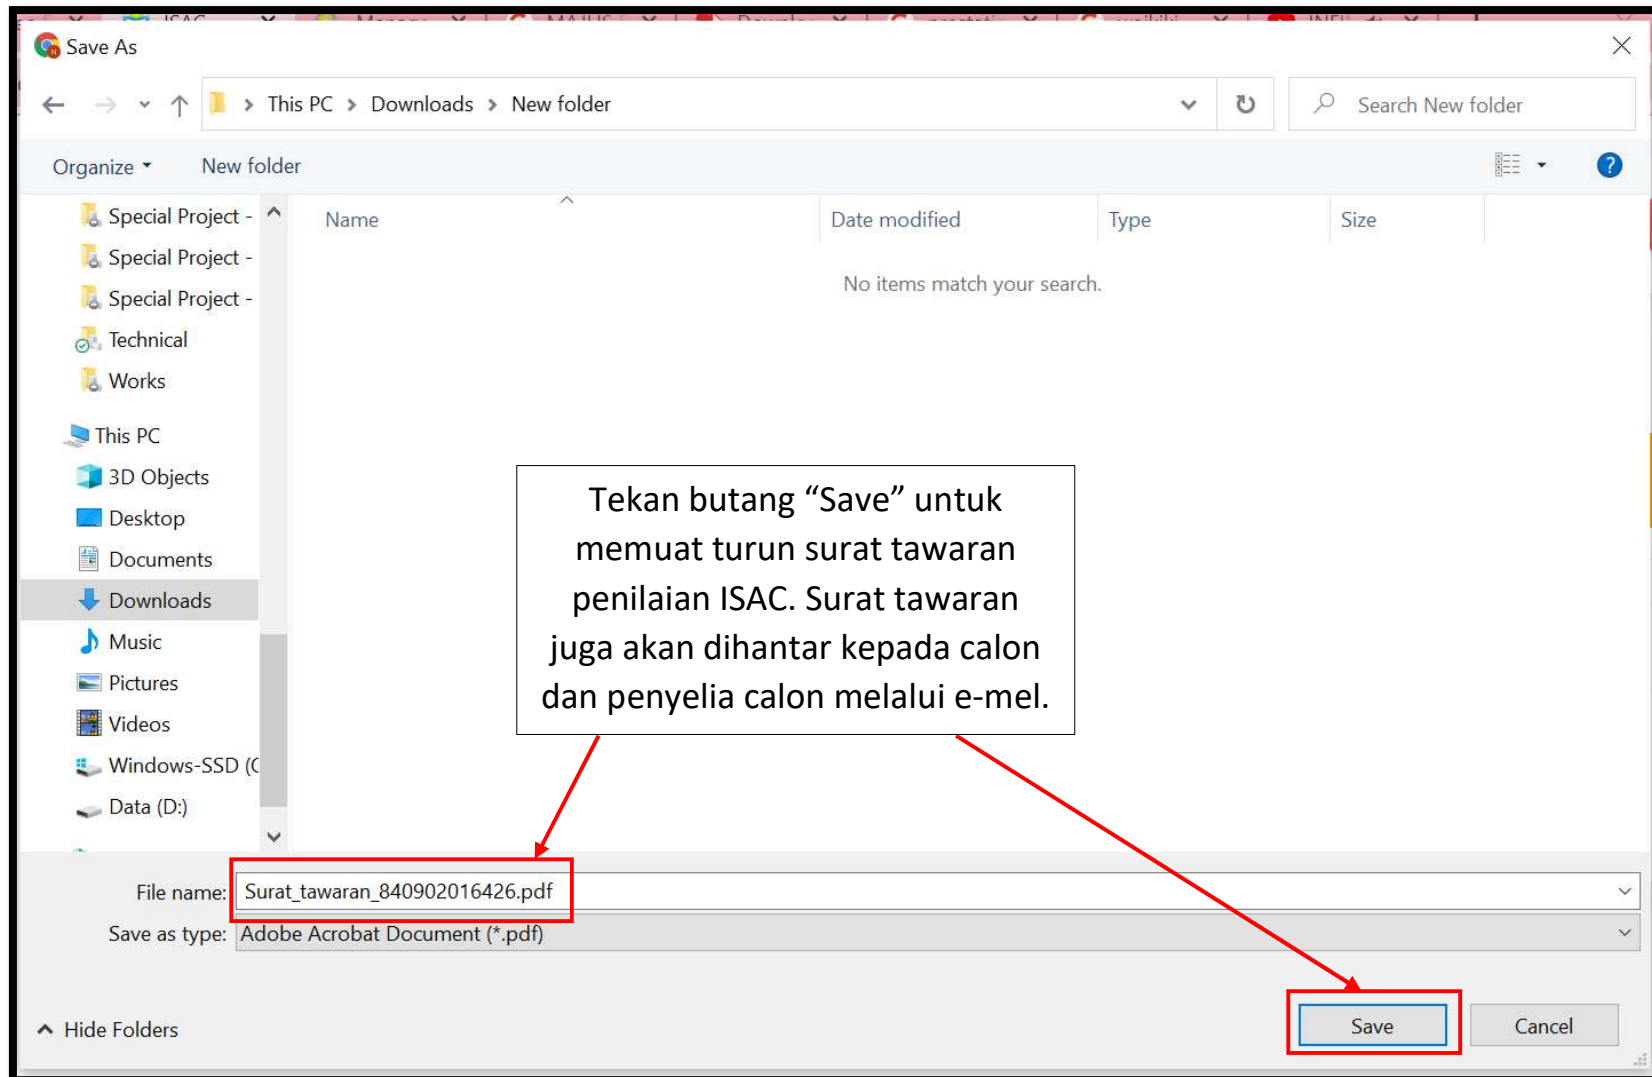 Save As
This PC > Downloads > New folder
Search New folder
Organize
New folder
Special Project -
Special Project -
Special Project -
Technical
Works
This PC
3D Objects
Desktop
Documents
Downloads
Music
Pictures
Videos
Windows-SSD (C
Data (D:)
Name
Date modified
Type
Size
No items match your search.
Tekan butang “Save” untuk
memuat turun surat tawaran
penilaian ISAC. Surat tawaran
juga akan dihantar kepada calon
dan penyelia calon melalui e-mel.
File name: Surat_tawaran_840902016426.pdf
Save as type: Adobe Acrobat Document (*.pdf)
Hide Folders
Save
Cancel